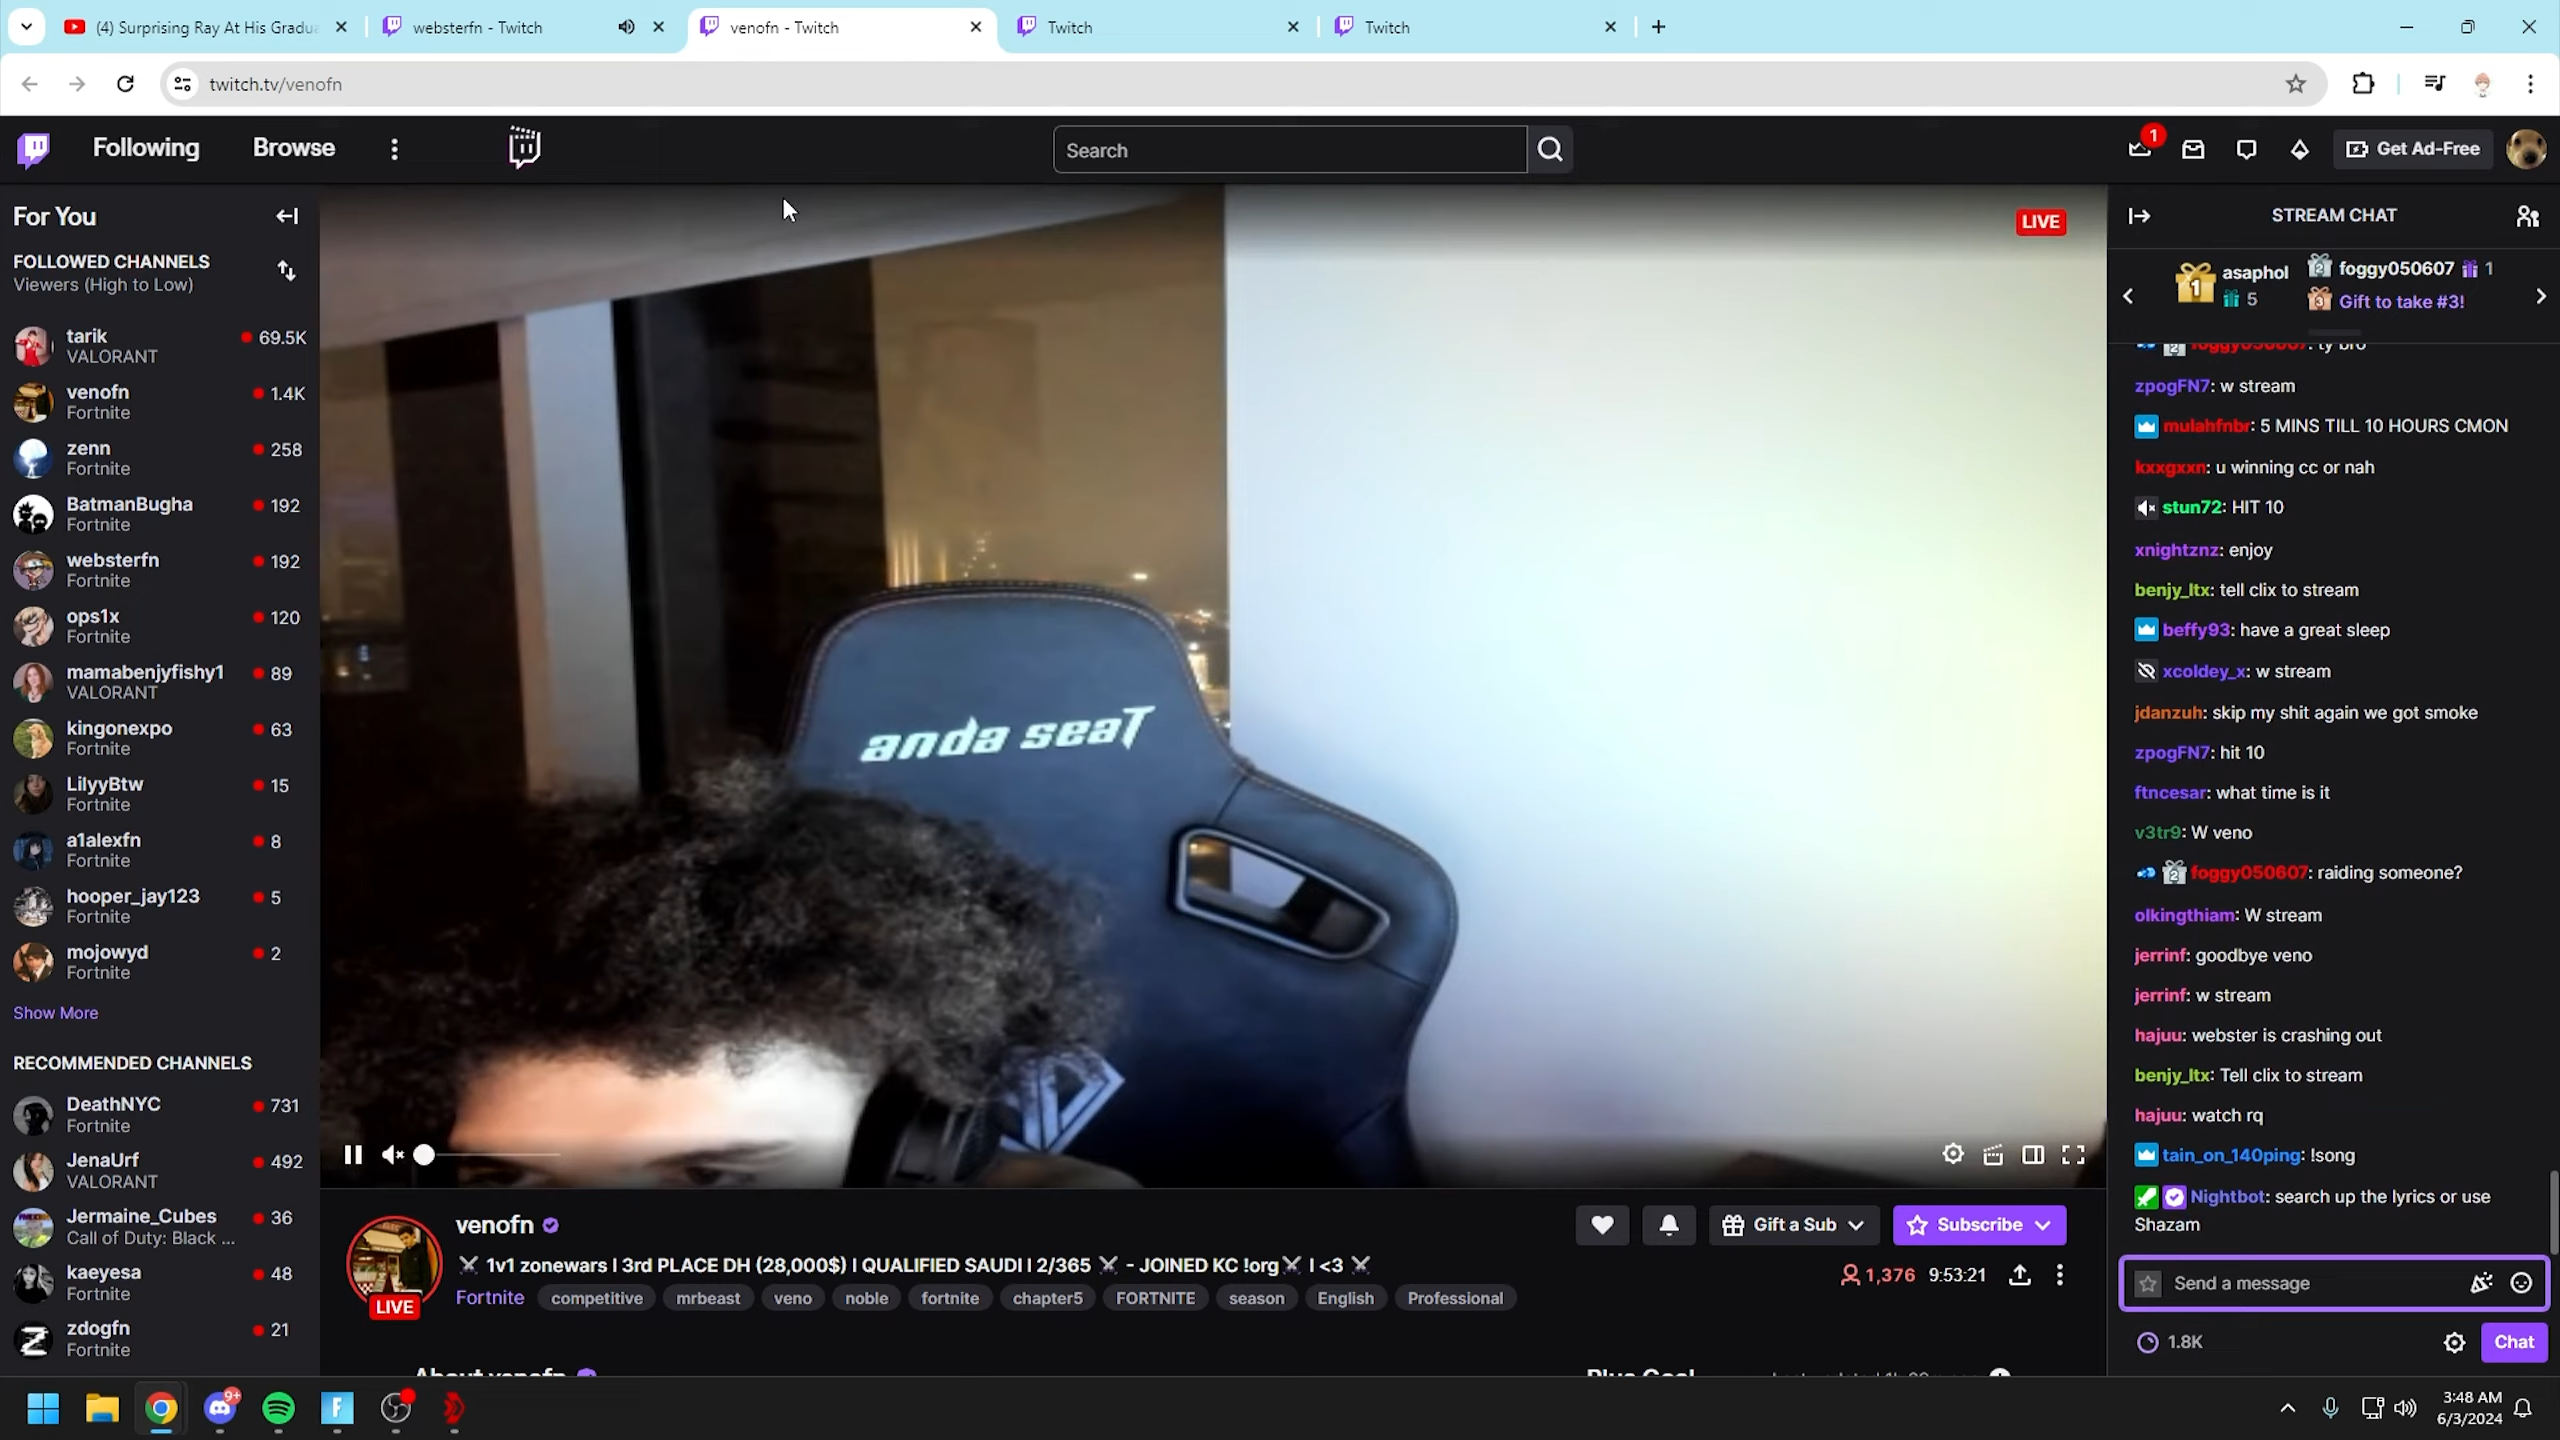 (4) Surprising Ray At His Gradu
websterfn - Twitch
venofn - Twitch
Twitch
Twitch
twitch.tv/venofn
Following
Browse
Search
1
Get Ad-Free
For You
FOLLOWED CHANNELS
Viewers (High to Low)
tarik 69.5K
VALORANT
venofn 1.4K
Fortnite
zenn 258
Fortnite
BatmanBugha 192
Fortnite
websterfn 192
Fortnite
ops1x 120
Fortnite
mamabenjyfishy1 89
VALORANT
kingonexpo 63
Fortnite
LilyyBtw 15
Fortnite
a1alexfn 8
Fortnite
hooper_jay123 5
Fortnite
mojowyd 2
Fortnite
Show More
RECOMMENDED CHANNELS
DeathNYC 731
Fortnite
JenaUrf 492
VALORANT
Jermaine_Cubes 36
Call of Duty: Black ...
kaeyesa 48
Fortnite
zdogfn 21
Fortnite
LIVE
anda seaT
venofn
⚔ 1v1 zonewars I 3rd PLACE DH (28,000$) I QUALIFIED SAUDI I 2/365 ⚔ - JOINED KC !org⚔ I <3 ⚔
Fortnite competitive mrbeast veno noble fortnite chapter5 FORTNITE season English Professional
LIVE
Gift a Sub
Subscribe
1,376 9:53:21
About venofn
STREAM CHAT
1 asaphol 5
2 foggy050607 1
3 Gift to take #3!
foggy050607: ty bro
zpogFN7: w stream
mulahfnbr: 5 MINS TILL 10 HOURS CMON
kxxgxxn: u winning cc or nah
stun72: HIT 10
xnightznz: enjoy
benjy_ltx: tell clix to stream
beffy93: have a great sleep
xcoldey_x: w stream
jdanzuh: skip my shit again we got smoke
zpogFN7: hit 10
ftncesar: what time is it
v3tr9: W veno
2 foggy050607: raiding someone?
olkingthiam: W stream
jerrinf: goodbye veno
jerrinf: w stream
hajuu: webster is crashing out
benjy_ltx: Tell clix to stream
hajuu: watch rq
tain_on_140ping: !song
Nightbot: search up the lyrics or use
Shazam
Send a message
1.8K
Chat
9+
3:48 AM
6/3/2024